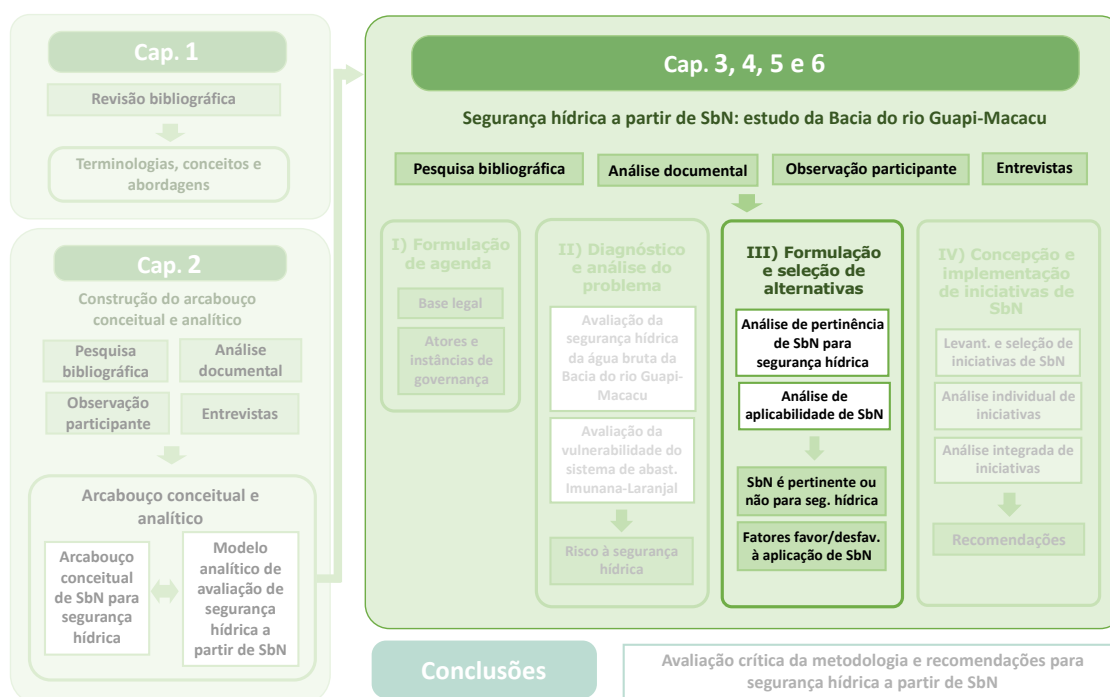 Cap. 1
Revisão bibliográfica
Terminologias, conceitos e
abordagens
Cap. 2
Construção do arcabouço
conceitual e analítico
Pesquisa
bibliográfica
Análise
documental
Observação
participante
Entrevistas
Arcabouço conceitual e
analítico
Arcabouço
conceitual
de SbN para
segurança
hídrica
Modelo
analítico de
avaliação de
segurança
hídrica a
partir de SbN
Cap. 3, 4, 5 e 6
Segurança hídrica a partir de SbN: estudo da Bacia do rio Guapi-Macacu
Pesquisa bibliográfica
Análise documental
Observação participante
Entrevistas
I) Formulação
de agenda
Base legal
Atores e
instâncias de
governança
II) Diagnóstico
e análise do
problema
Avaliação da
segurança hídrica
da água bruta da
Bacia do rio Guapi-
Macacu
Avaliação da
vulnerabilidade do
sistema de abast.
Imunana-Laranjal
Risco à segurança
hídrica
III) Formulação
e seleção de
alternativas
Análise de pertinência
de SbN para
segurança hídrica
Análise de
aplicabilidade de SbN
SbN é pertinente ou
não para seg. hídrica
Fatores favor/desfav.
à aplicação de SbN
IV) Concepção e
implementação
de iniciativas de
SbN
Levant. e seleção de
iniciativas de SbN
Análise individual de
iniciativas
Análise integrada de
iniciativas
Recomendações
Conclusões
Avaliação crítica da metodologia e recomendações para
segurança hídrica a partir de SbN